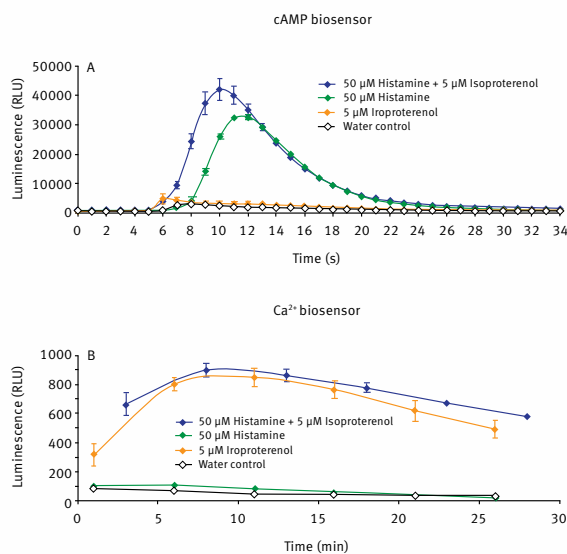 cAMP biosensor
A
50000
40000
30000
20000
10000
0
Luminescence (RLU)
50 µM Histamine + 5 µM Isoproterenol
50 µM Histamine
5 µM Iroproterenol
Water control
0 2 4 6 8 10 12 14 16 18 20 22 24 26 28 30 32 34
Time (s)
Ca²⁺ biosensor
B
1000
800
600
400
200
0
Luminescence (RLU)
50 µM Histamine + 5 µM Isoproterenol
50 µM Histamine
5 µM Iroproterenol
Water control
0 5 10 15 20 25 30
Time (min)